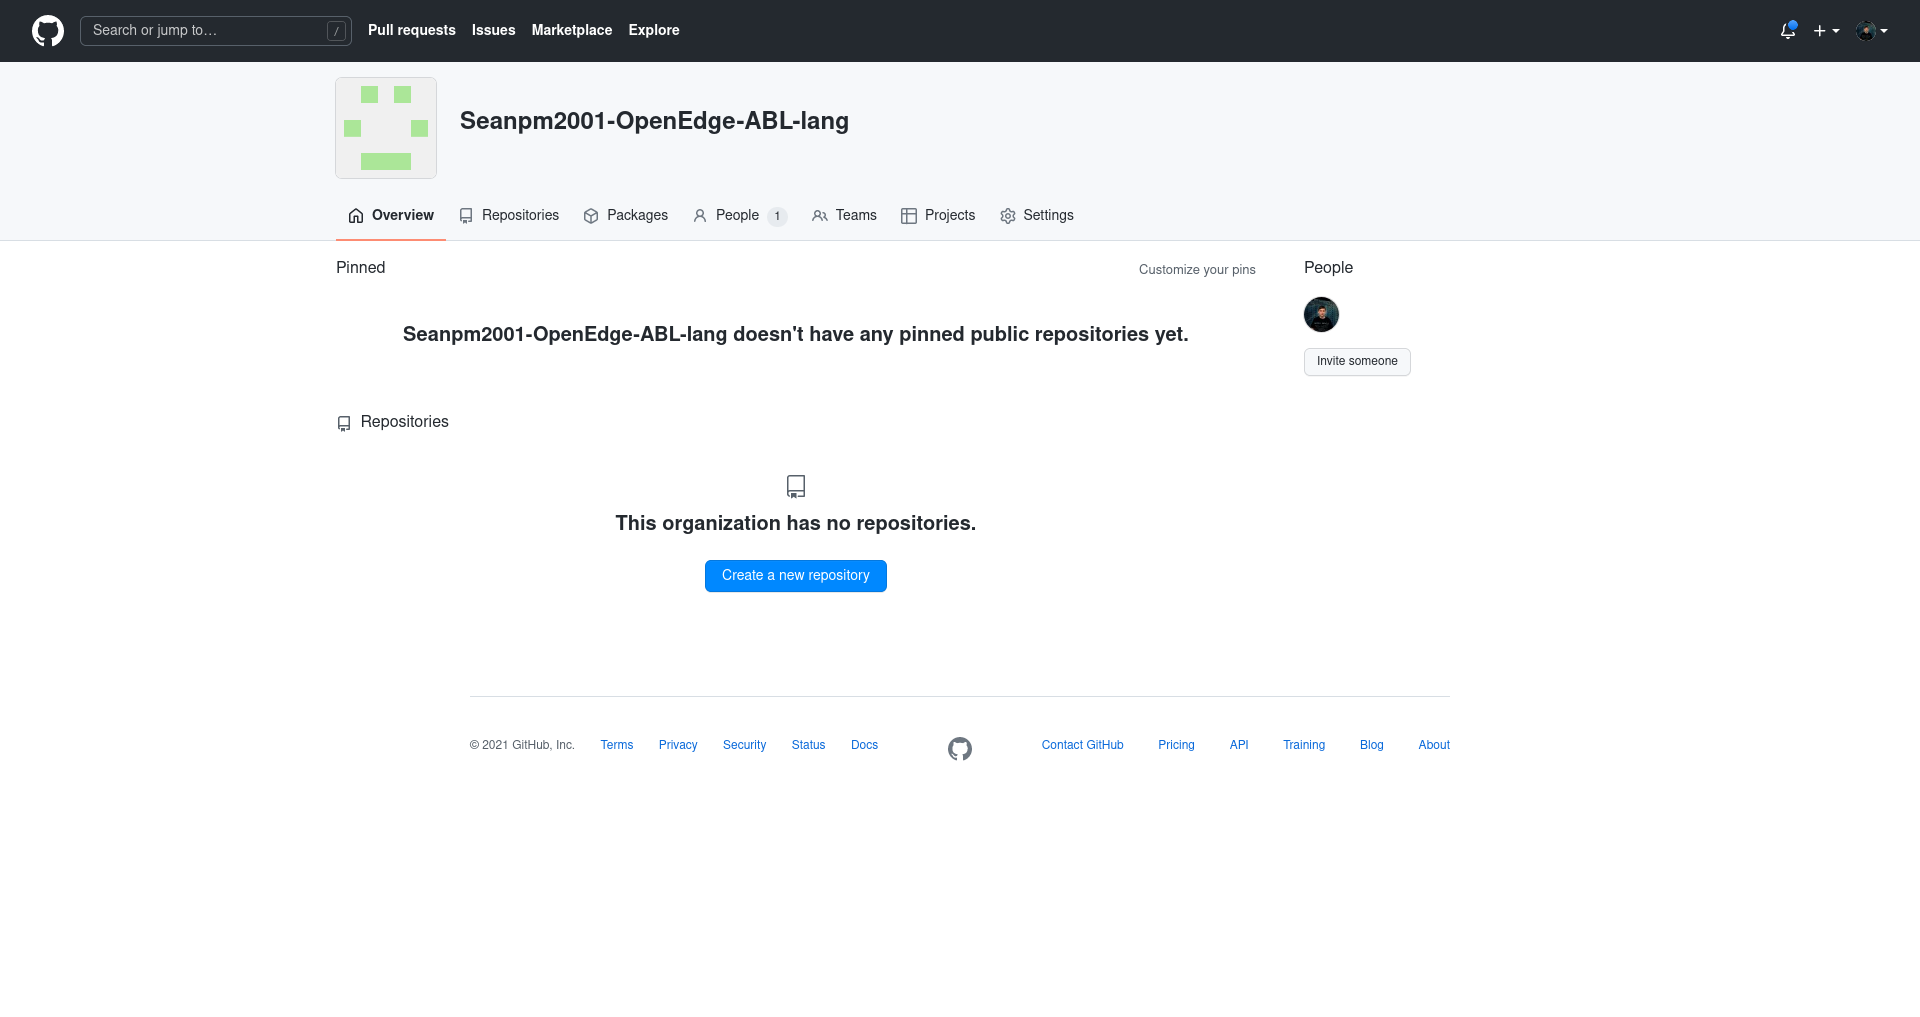 Search or jump to…
/
Pull requests
Issues
Marketplace
Explore
Seanpm2001-OpenEdge-ABL-lang
Overview
Repositories
Packages
People 1
Teams
Projects
Settings
Pinned
Customize your pins
Seanpm2001-OpenEdge-ABL-lang doesn't have any pinned public repositories yet.
People
Invite someone
Repositories
This organization has no repositories.
Create a new repository
© 2021 GitHub, Inc.
Terms
Privacy
Security
Status
Docs
Contact GitHub
Pricing
API
Training
Blog
About